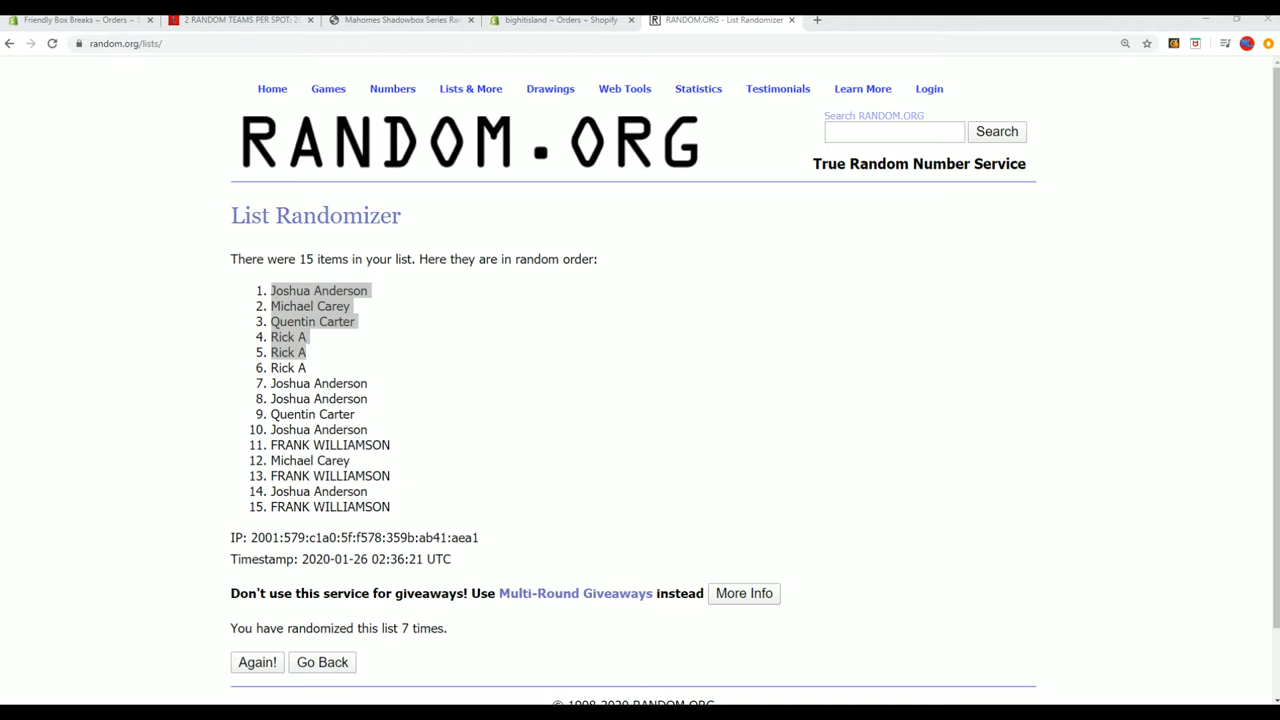 Friendly Box Breaks ~ Orders ~ S
2 RANDOM TEAMS PER SPOT: 20
Mahomes Shadowbox Series Ra
bighitisland ~ Orders ~ Shopify
RANDOM.ORG - List Randomizer
random.org/lists/
Home Games Numbers Lists & More Drawings Web Tools Statistics Testimonials Learn More Login
RANDOM.ORG
Search RANDOM.ORG
Search
True Random Number Service
List Randomizer
There were 15 items in your list. Here they are in random order:
1. Joshua Anderson
2. Michael Carey
3. Quentin Carter
4. Rick A
5. Rick A
6. Rick A
7. Joshua Anderson
8. Joshua Anderson
9. Quentin Carter
10. Joshua Anderson
11. FRANK WILLIAMSON
12. Michael Carey
13. FRANK WILLIAMSON
14. Joshua Anderson
15. FRANK WILLIAMSON
IP: 2001:579:c1a0:5f:f578:359b:ab41:aea1
Timestamp: 2020-01-26 02:36:21 UTC
Don't use this service for giveaways! Use Multi-Round Giveaways instead More Info
You have randomized this list 7 times.
Again! Go Back
© 1998-2020 RANDOM.ORG